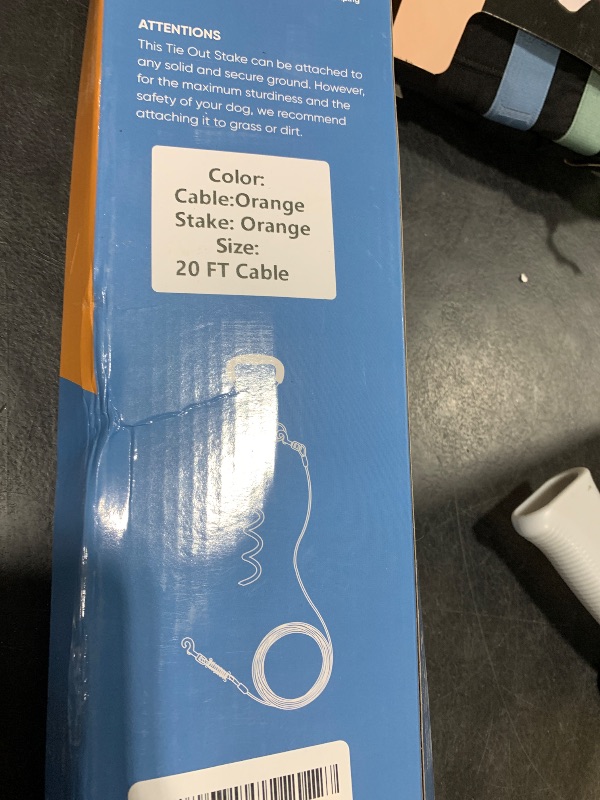 ATTENTIONS
This Tie Out Stake can be attached to
any solid and secure ground. However,
for the maximum sturdiness and the
safety of your dog, we recommend
attaching it to grass or dirt.
Color:
Cable:Orange
Stake: Orange
Size:
20 FT Cable